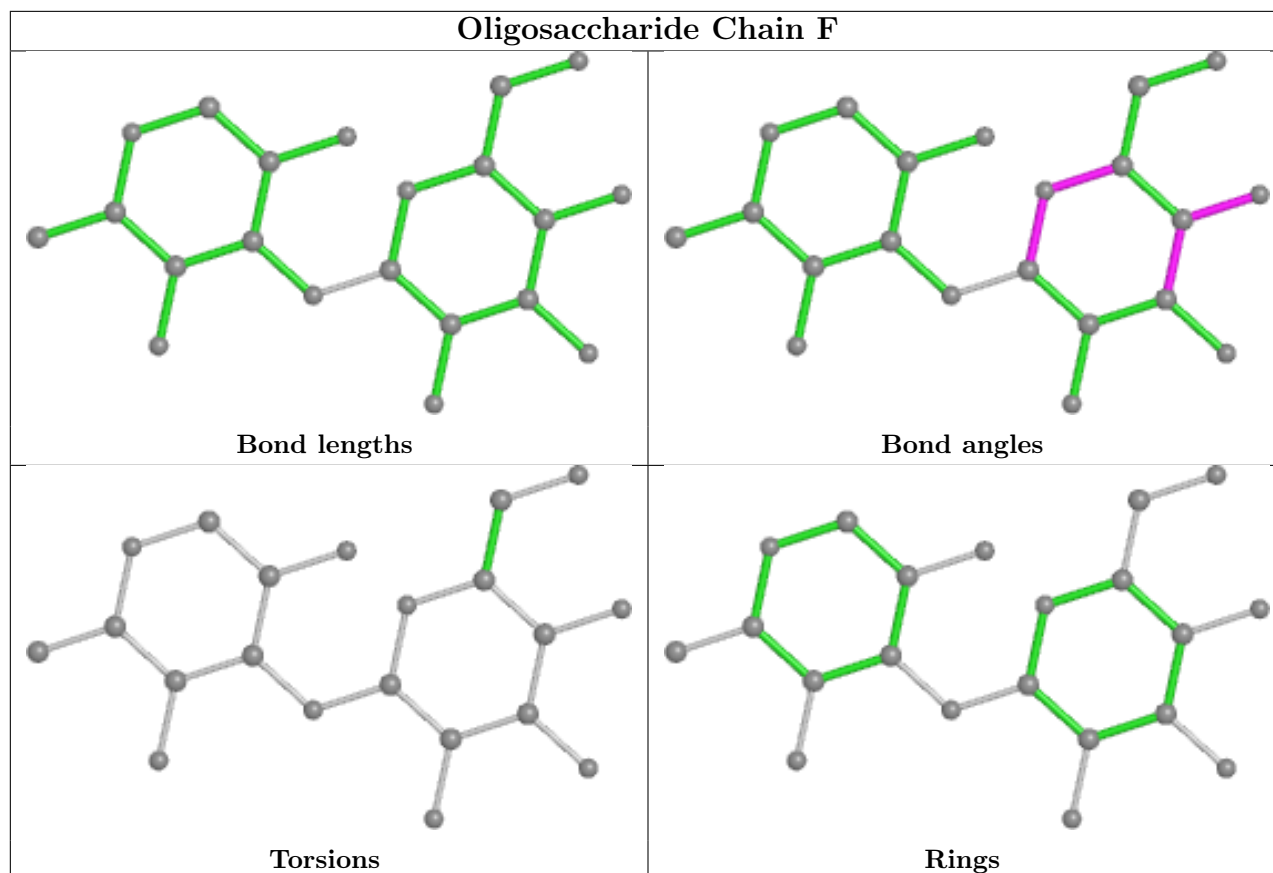 Oligosaccharide Chain F
Bond lengths
Bond angles
Torsions
Rings